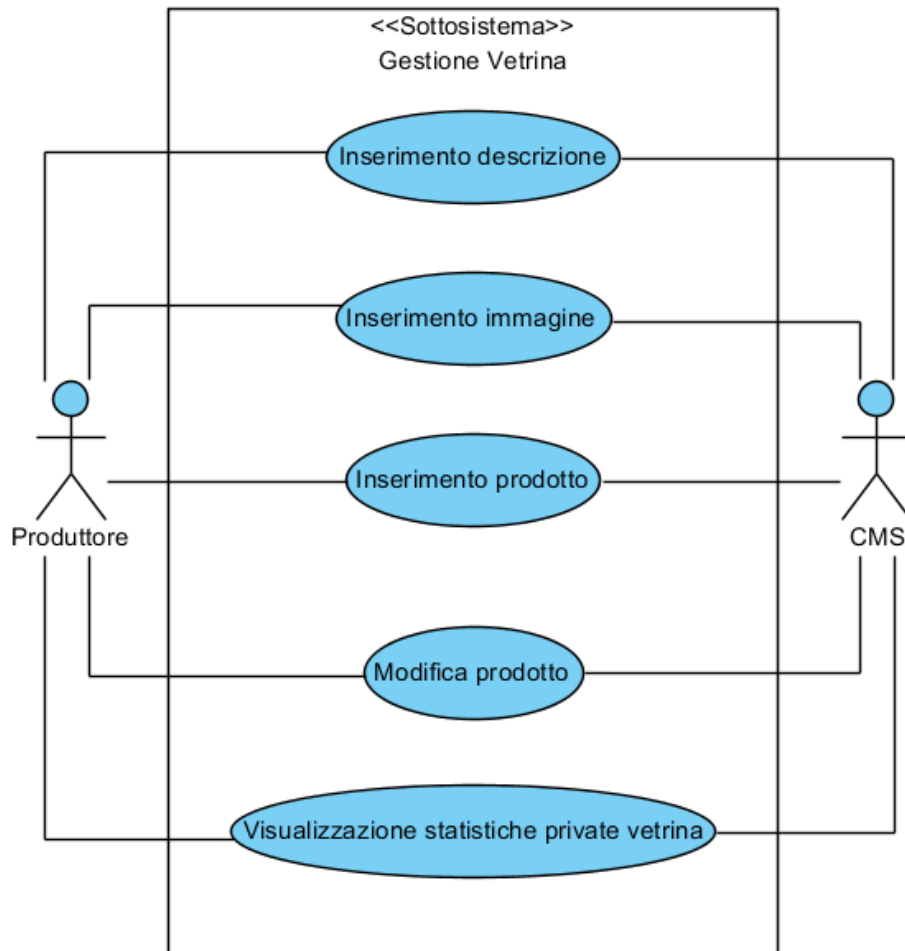 <<Sottosistema>>
Gestione Vetrina
Inserimento descrizione
Inserimento immagine
Inserimento prodotto
Produttore
CMS
Modifica prodotto
Visualizzazione statistiche private vetrina